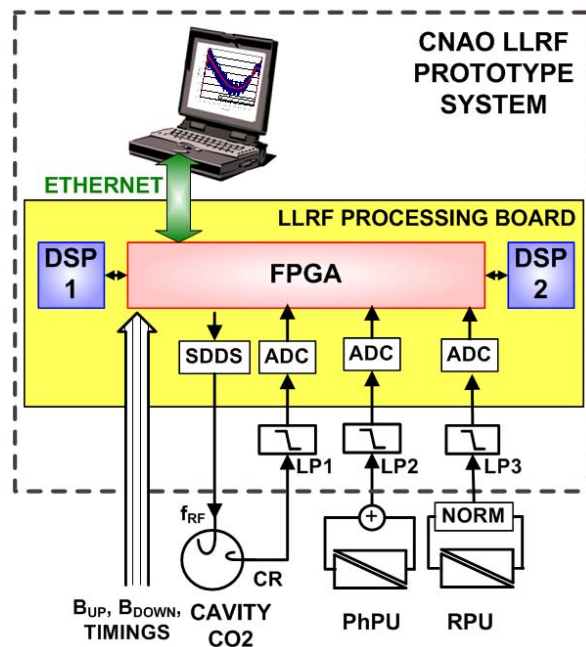 CNAO LLRF
PROTOTYPE
SYSTEM
ETHERNET
LLRF PROCESSING BOARD
DSP
1
FPGA
DSP
2
SDDS
ADC
ADC
ADC
LP1
LP2
LP3
fRF
+
NORM
CR
BUP, BDOWN,
TIMINGS
CAVITY
CO2
PhPU
RPU